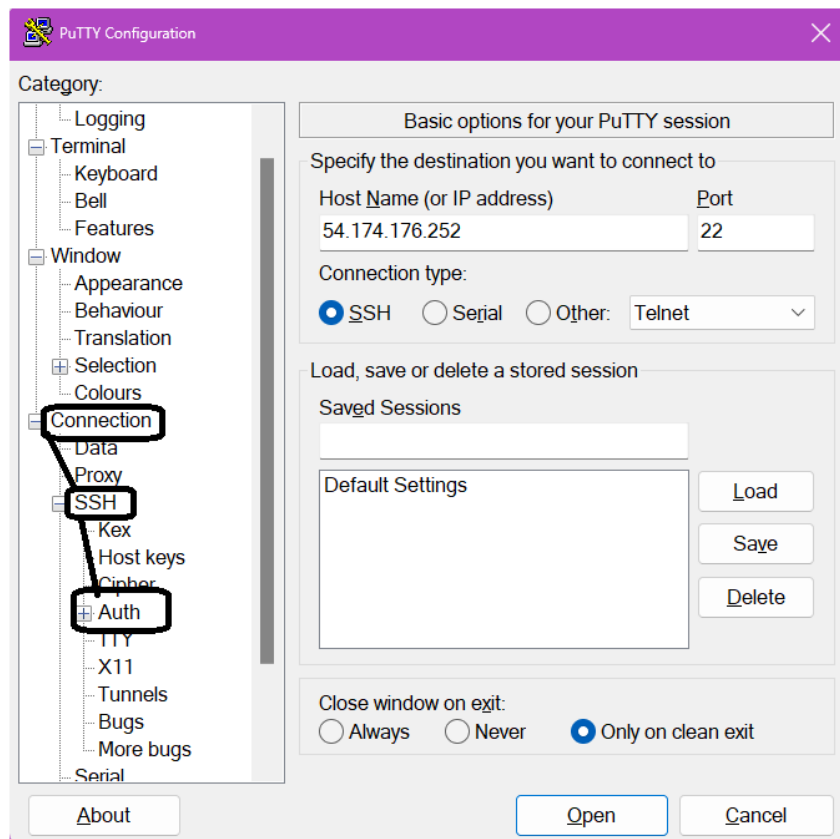 PuTTY Configuration
Category:
Logging
Terminal
Keyboard
Bell
Features
Window
Appearance
Behaviour
Translation
Selection
Colours
Connection
Data
Proxy
SSH
Kex
Host keys
Cipher
Auth
TTY
X11
Tunnels
Bugs
More bugs
Serial
Basic options for your PuTTY session
Specify the destination you want to connect to
Host Name (or IP address) Port
54.174.176.252 22
Connection type:
SSH Serial Other: Telnet
Load, save or delete a stored session
Saved Sessions
Default Settings
Load
Save
Delete
Close window on exit:
Always Never Only on clean exit
About Open Cancel